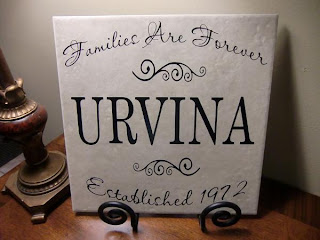 Families Are Forever
URVINA
Established 1972